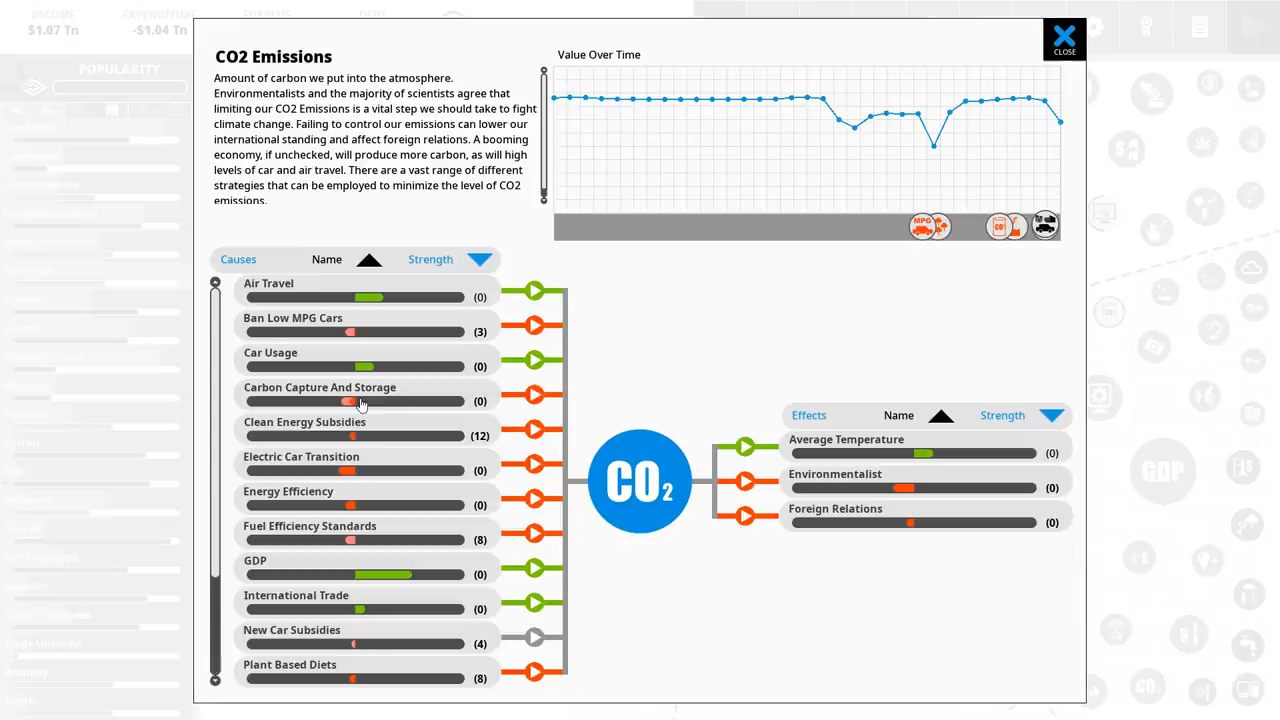 INCOME
EXPENDITURE
SURPLUS
DEBT
$1.07 Tn
-$1.04 Tn
POPULARITY
CLOSE
CO2 Emissions
Amount of carbon we put into the atmosphere.
Environmentalists and the majority of scientists agree that
limiting our CO2 Emissions is a vital step we should take to fight
climate change. Failing to control our emissions can lower our
international standing and affect foreign relations. A booming
economy, if unchecked, will produce more carbon, as will high
levels of car and air travel. There are a vast range of different
strategies that can be employed to minimize the level of CO2
emissions.
Value Over Time
MPG
Causes Name Strength
Air Travel
(0)
Ban Low MPG Cars
(3)
Car Usage
(0)
Carbon Capture And Storage
(0)
Clean Energy Subsidies
(12)
Electric Car Transition
(0)
Energy Efficiency
(0)
Fuel Efficiency Standards
(8)
GDP
(0)
International Trade
(0)
New Car Subsidies
(4)
Plant Based Diets
(8)
CO2
Effects Name Strength
Average Temperature
(0)
Environmentalist
(0)
Foreign Relations
(0)
GDP